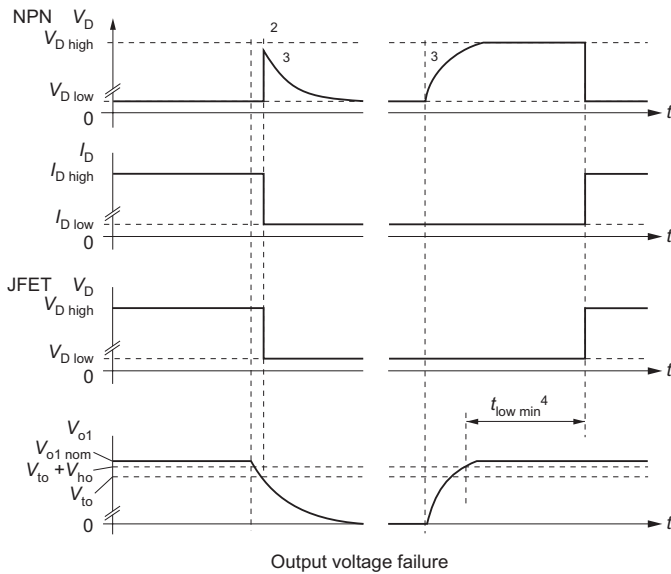 NPN V_D
V_D high
2
3
3
V_D low
0
t
I_D
I_D high
I_D low
0
t
JFET V_D
V_D high
V_D low
0
t
t_low min^4
V_o1
V_o1 nom
V_to + V_ho
V_to
0
t
Output voltage failure